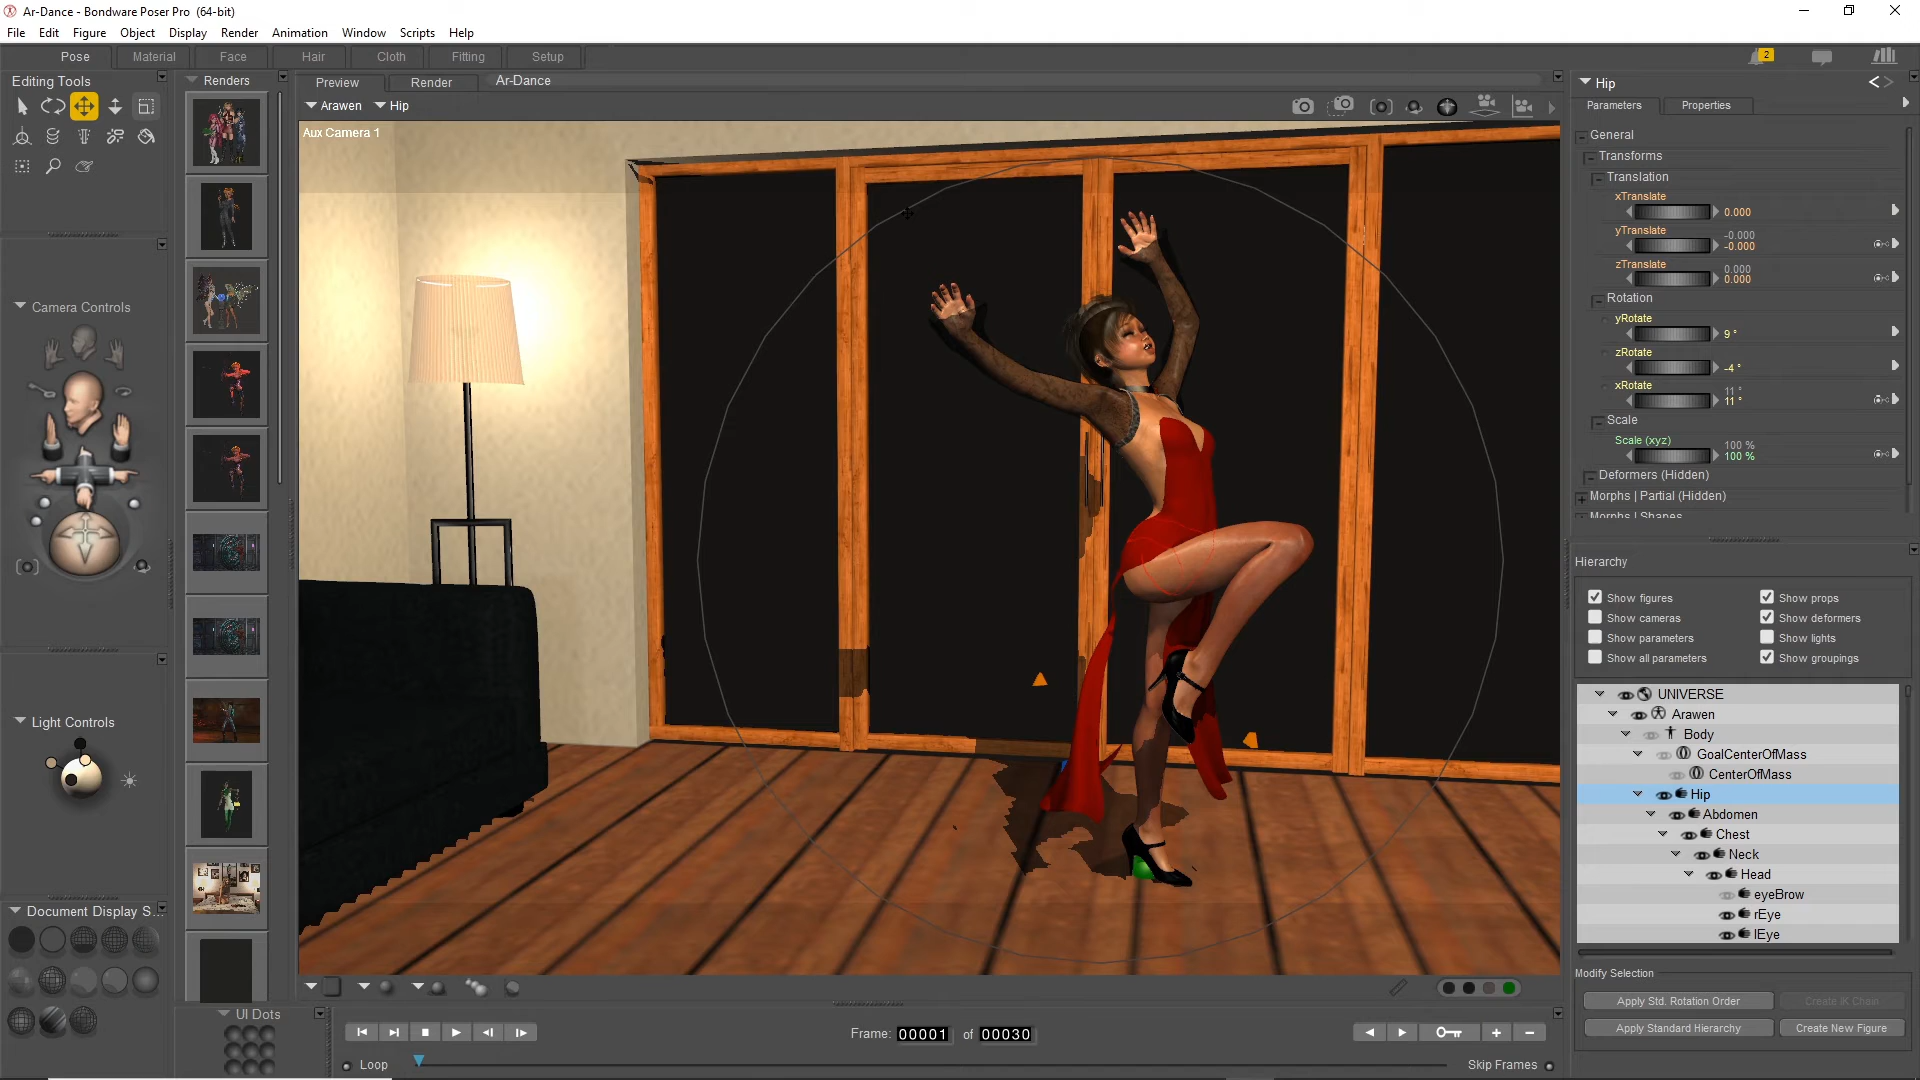 Ar-Dance - Bondware Poser Pro (64-bit)
File Edit Figure Object Display Render Animation Window Scripts Help
Pose Material Face Hair Cloth Fitting Setup
2
Editing Tools
Renders
Preview Render Ar-Dance
Arawen Hip
Aux Camera 1
Hip
Parameters Properties
General
Transforms
Translation
xTranslate
0.000
yTranslate
-0.000
-0.000
zTranslate
0.000
0.000
Rotation
yRotate
9 °
zRotate
-4 °
xRotate
11 °
11 °
Scale
Scale (xyz)
100 %
100 %
Deformers (Hidden)
Morphs | Partial (Hidden)
Morphs | Shapes
Camera Controls
Light Controls
Document Display S...
UI Dots
Hierarchy
Show figures Show props
Show cameras Show deformers
Show parameters Show lights
Show all parameters Show groupings
UNIVERSE
Arawen
Body
GoalCenterOfMass
CenterOfMass
Hip
Abdomen
Chest
Neck
Head
eyeBrow
rEye
lEye
Modify Selection
Apply Std. Rotation Order Create IK Chain
Apply Standard Hierarchy Create New Figure
Frame: 00001 of 00030
Loop
Skip Frames